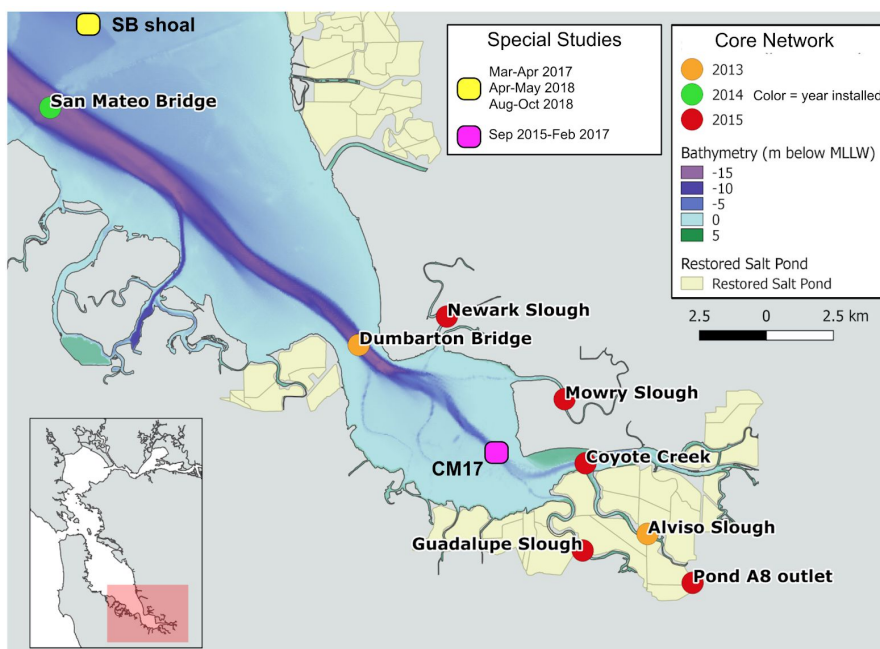 SB shoal
San Mateo Bridge
Special Studies
Mar-Apr 2017
Apr-May 2018
Aug-Oct 2018
Sep 2015-Feb 2017
Core Network
2013
2014 Color = year installed
2015
Bathymetry (m below MLLW)
-15
-10
-5
0
5
Restored Salt Pond
Restored Salt Pond
2.5 0 2.5 km
Newark Slough
Dumbarton Bridge
Mowry Slough
CM17
Coyote Creek
Alviso Slough
Guadalupe Slough
Pond A8 outlet